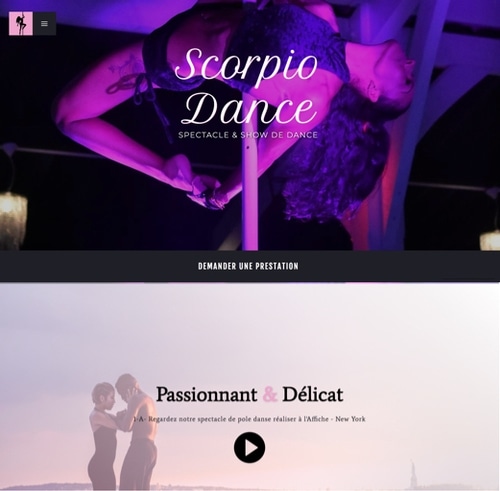 Scorpio
Dance
SPECTACLE & SHOW DE DANCE
DEMANDER UNE PRESTATION
Passionnant & Délicat
1-A- Regardez notre spectacle de pole danse réaliser à l'Affiche - New York